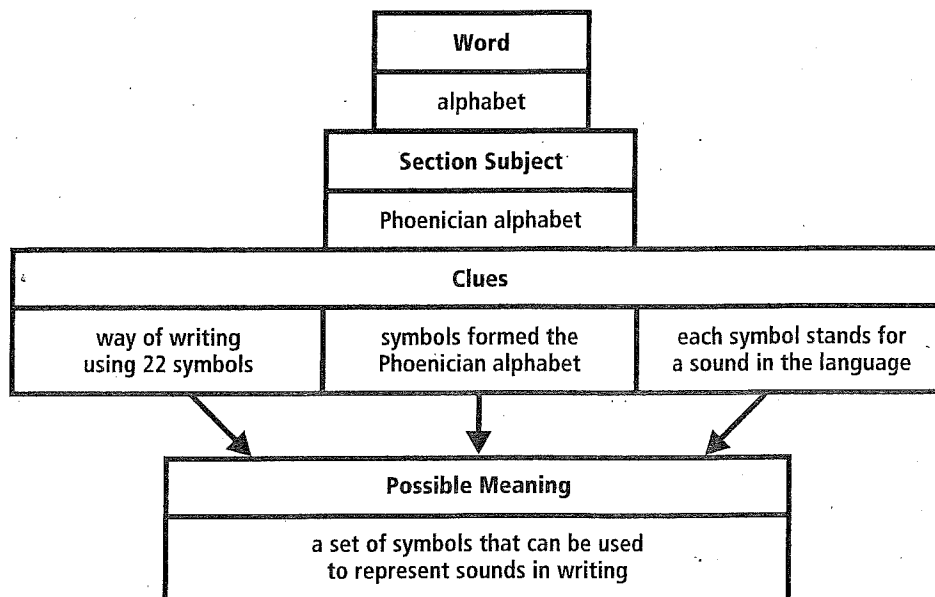 Word
alphabet
Section Subject
Phoenician alphabet
Clues
way of writing
using 22 symbols
symbols formed the
Phoenician alphabet
each symbol stands for
a sound in the language
Possible Meaning
a set of symbols that can be used
to represent sounds in writing